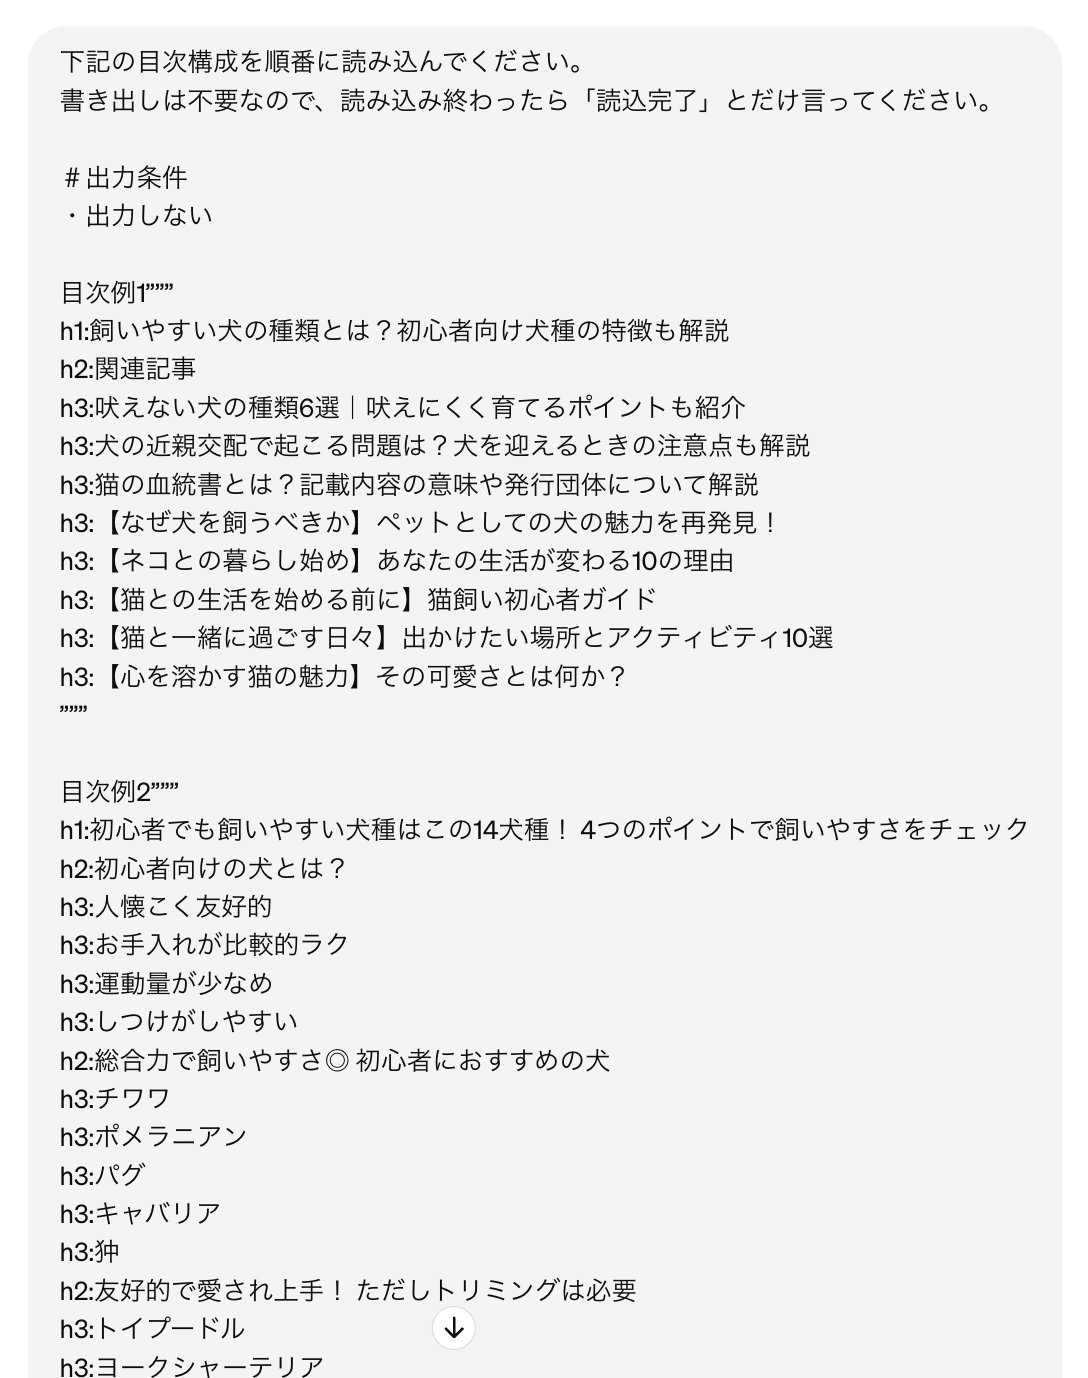 下記の目次構成を順番に読み込んでください。
書き出しは不要なので、読み込み終わったら「読込完了」とだけ言ってください。
＃出力条件
・出力しない
目次例1”””
h1:飼いやすい犬の種類とは？初心者向け犬種の特徴も解説
h2:関連記事
h3:吠えない犬の種類6選｜吠えにくく育てるポイントも紹介
h3:犬の近親交配で起こる問題は？犬を迎えるときの注意点も解説
h3:猫の血統書とは？記載内容の意味や発行団体について解説
h3:【なぜ犬を飼うべきか】ペットとしての犬の魅力を再発見！
h3:【ネコとの暮らし始め】あなたの生活が変わる10の理由
h3:【猫との生活を始める前に】猫飼い初心者ガイド
h3:【猫と一緒に過ごす日々】出かけたい場所とアクティビティ10選
h3:【心を溶かす猫の魅力】その可愛さとは何か？
”””
目次例2”””
h1:初心者でも飼いやすい犬種はこの14犬種！ 4つのポイントで飼いやすさをチェック
h2:初心者向けの犬とは？
h3:人懐こく友好的
h3:お手入れが比較的ラク
h3:運動量が少なめ
h3:しつけがしやすい
h2:総合力で飼いやすさ◎ 初心者におすすめの犬
h3:チワワ
h3:ポメラニアン
h3:パグ
h3:キャバリア
h3:狆
h2:友好的で愛され上手！ ただしトリミングは必要
h3:トイプードル
h3:ヨークシャーテリア